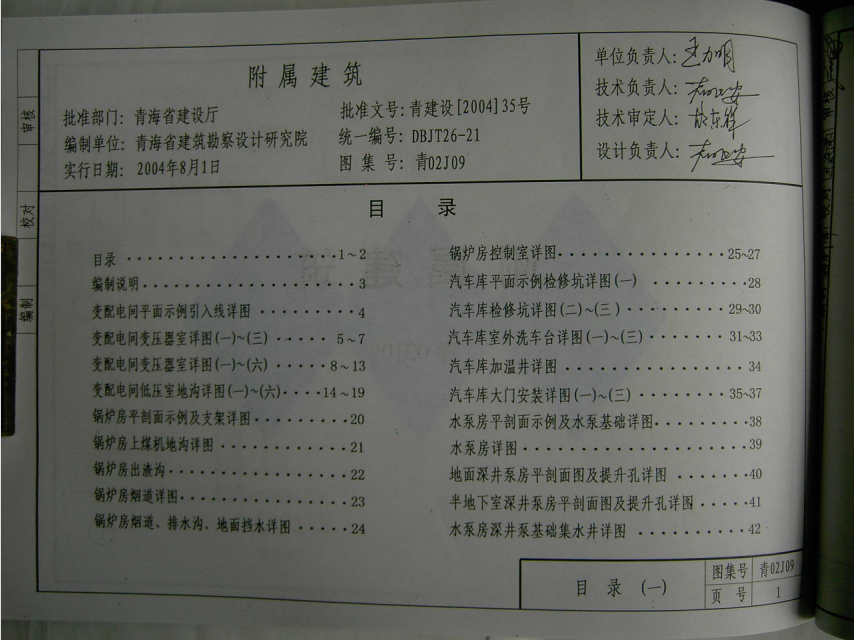 附属建筑
批准部门：青海省建设厅 批准文号：青建设[2004]35号
编制单位：青海省建筑勘察设计研究院 统一编号：DBJT26-21
实行日期：2004年8月1日 图集号：青02J09
单位负责人：
技术负责人：
技术审定人：
设计负责人：
审核
校对
编制
目 录
目录 ··················1~2
编制说明··················3
变配电间平面示例引入线详图 ·········4
变配电间变压器室详图(一)~(三) ····· 5~7
变配电间变压器室详图(一)~(六) ·····8~13
变配电间低压室地沟详图(一)~(六)····14~19
锅炉房平剖面示例及支架详图·········20
锅炉房上煤机地沟详图 ···········21
锅炉房出渣沟················22
锅炉房烟道详图···············23
锅炉房烟道、排水沟、地面挡水详图 ·····24
锅炉房控制室详图···············25~27
汽车库平面示例检修坑详图(一) ·········28
汽车库检修坑详图(二)~(三) ·········29~30
汽车库室外洗车台详图(一)~(三)·······31~33
汽车库加温井详图 ···············34
汽车库大门安装详图(一)~(三) ········35~37
水泵房平剖面示例及水泵基础详图·········38
水泵房详图···················39
地面深井泵房平剖面图及提升孔详图 ·······40
半地下室深井泵房平剖面图及提升孔详图 ·····41
水泵房深井泵基础集水井详图 ··········42
目 录 (一)
图集号 青02J09
页 号 1